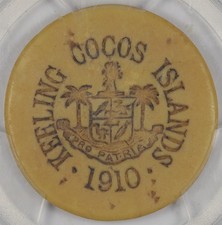 KEELING COCOS ISLANDS
· 1910 ·
PRO PATRIA